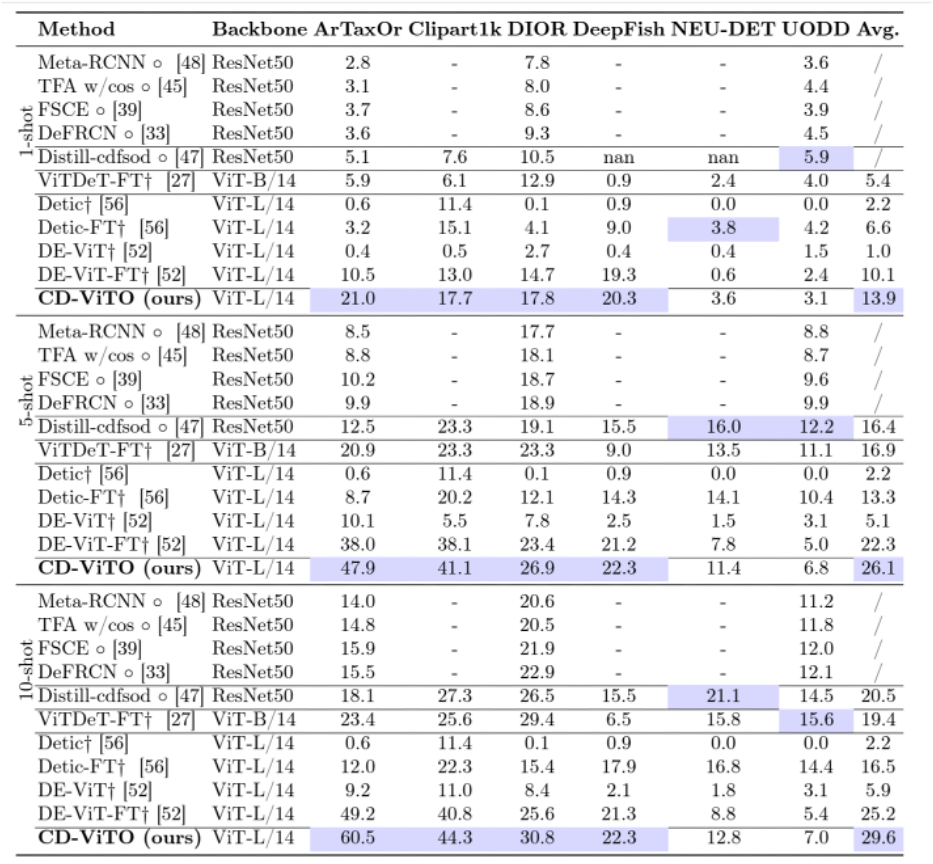 Method Backbone ArTaxOr Clipart1k DIOR DeepFish NEU-DET UODD Avg.
1-shot
Meta-RCNN ○ [48] ResNet50 2.8 - 7.8 - - 3.6 /
TFA w/cos ○ [45] ResNet50 3.1 - 8.0 - - 4.4 /
FSCE ○ [39] ResNet50 3.7 - 8.6 - - 3.9 /
DeFRCN ○ [33] ResNet50 3.6 - 9.3 - - 4.5 /
Distill-cdfsod ○ [47] ResNet50 5.1 7.6 10.5 nan nan 5.9 /
ViTDeT-FT† [27] ViT-B/14 5.9 6.1 12.9 0.9 2.4 4.0 5.4
Detic† [56] ViT-L/14 0.6 11.4 0.1 0.9 0.0 0.0 2.2
Detic-FT† [56] ViT-L/14 3.2 15.1 4.1 9.0 3.8 4.2 6.6
DE-ViT† [52] ViT-L/14 0.4 0.5 2.7 0.4 0.4 1.5 1.0
DE-ViT-FT† [52] ViT-L/14 10.5 13.0 14.7 19.3 0.6 2.4 10.1
CD-ViTO (ours) ViT-L/14 21.0 17.7 17.8 20.3 3.6 3.1 13.9
5-shot
Meta-RCNN ○ [48] ResNet50 8.5 - 17.7 - - 8.8 /
TFA w/cos ○ [45] ResNet50 8.8 - 18.1 - - 8.7 /
FSCE ○ [39] ResNet50 10.2 - 18.7 - - 9.6 /
DeFRCN ○ [33] ResNet50 9.9 - 18.9 - - 9.9 /
Distill-cdfsod ○ [47] ResNet50 12.5 23.3 19.1 15.5 16.0 12.2 16.4
ViTDeT-FT† [27] ViT-B/14 20.9 23.3 23.3 9.0 13.5 11.1 16.9
Detic† [56] ViT-L/14 0.6 11.4 0.1 0.9 0.0 0.0 2.2
Detic-FT† [56] ViT-L/14 8.7 20.2 12.1 14.3 14.1 10.4 13.3
DE-ViT† [52] ViT-L/14 10.1 5.5 7.8 2.5 1.5 3.1 5.1
DE-ViT-FT† [52] ViT-L/14 38.0 38.1 23.4 21.2 7.8 5.0 22.3
CD-ViTO (ours) ViT-L/14 47.9 41.1 26.9 22.3 11.4 6.8 26.1
10-shot
Meta-RCNN ○ [48] ResNet50 14.0 - 20.6 - - 11.2 /
TFA w/cos ○ [45] ResNet50 14.8 - 20.5 - - 11.8 /
FSCE ○ [39] ResNet50 15.9 - 21.9 - - 12.0 /
DeFRCN ○ [33] ResNet50 15.5 - 22.9 - - 12.1 /
Distill-cdfsod ○ [47] ResNet50 18.1 27.3 26.5 15.5 21.1 14.5 20.5
ViTDeT-FT† [27] ViT-B/14 23.4 25.6 29.4 6.5 15.8 15.6 19.4
Detic† [56] ViT-L/14 0.6 11.4 0.1 0.9 0.0 0.0 2.2
Detic-FT† [56] ViT-L/14 12.0 22.3 15.4 17.9 16.8 14.4 16.5
DE-ViT† [52] ViT-L/14 9.2 11.0 8.4 2.1 1.8 3.1 5.9
DE-ViT-FT† [52] ViT-L/14 49.2 40.8 25.6 21.3 8.8 5.4 25.2
CD-ViTO (ours) ViT-L/14 60.5 44.3 30.8 22.3 12.8 7.0 29.6